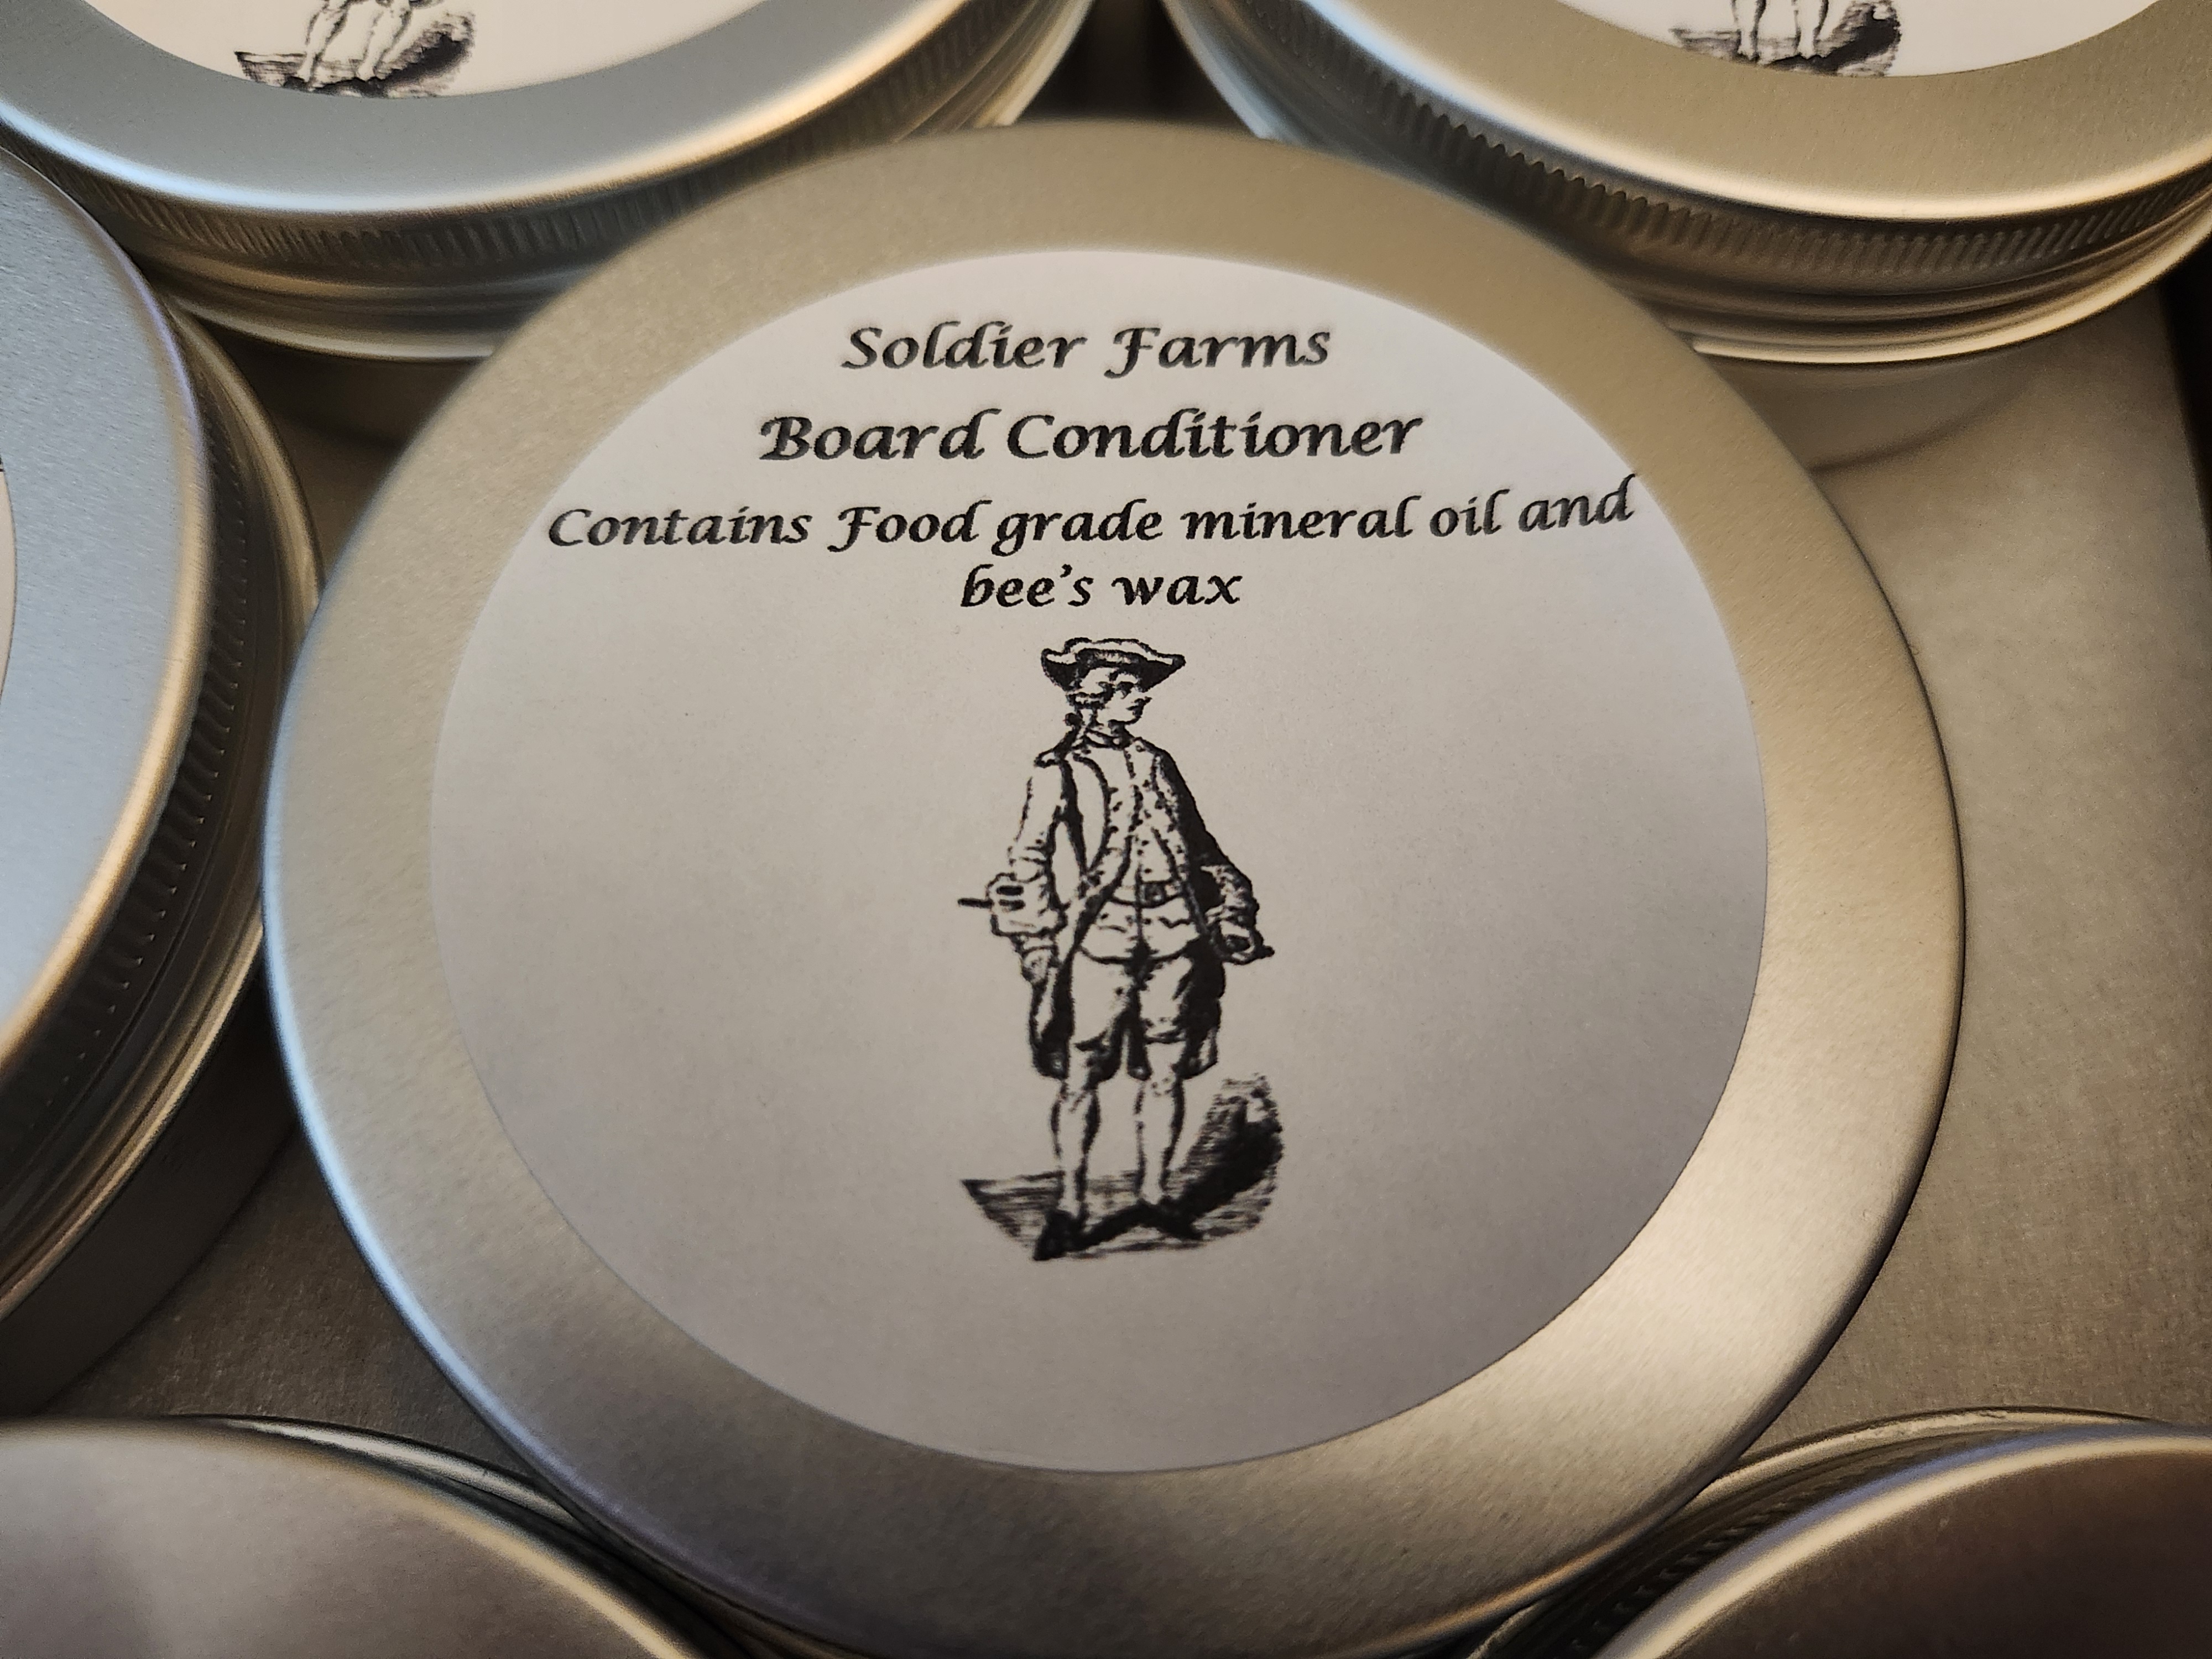 Soldier Farms
Board Conditioner
Contains Food grade mineral oil and
bee's wax